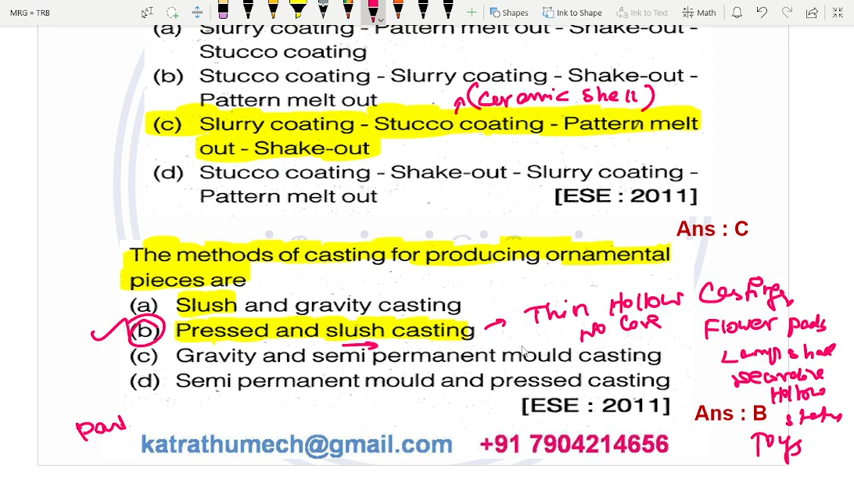 MRG » TRB
Shapes
Ink to Shape
Ink to Text
Math
(a) Slurry coating - Pattern melt out - Shake-out -
Stucco coating
(b) Stucco coating - Slurry coating - Shake-out -
Pattern melt out
(Ceramic Shell)
(c) Slurry coating - Stucco coating - Pattern melt
out - Shake-out
(d) Stucco coating - Shake-out - Slurry coating -
Pattern melt out
[ESE : 2011]
Ans : C
The methods of casting for producing ornamental
pieces are
(a) Slush and gravity casting
(b) Pressed and slush casting
(c) Gravity and semi permanent mould casting
(d) Semi permanent mould and pressed casting
[ESE : 2011]
Thin Hollow Castings
No Core
Flower pads
Lamp shade
Hollow
Toys
Ans : B
katrathumech@gmail.com +91 7904214656